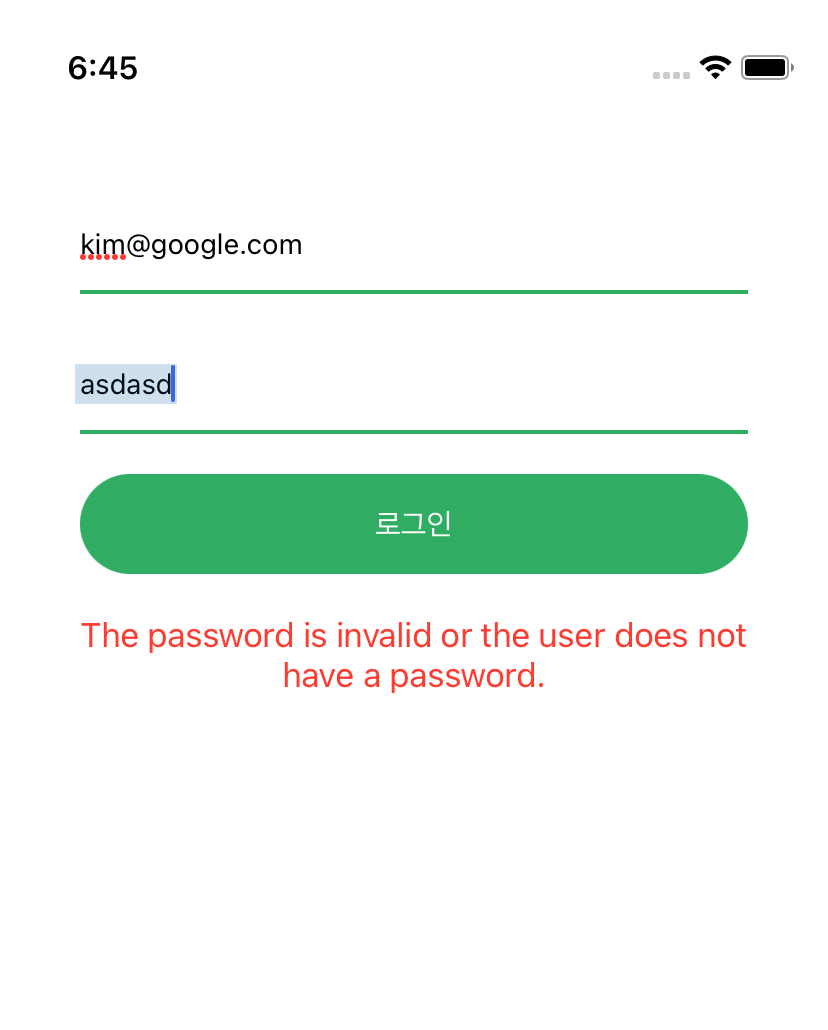 6:45
kim@google.com
asdasd
로그인
The password is invalid or the user does not
have a password.